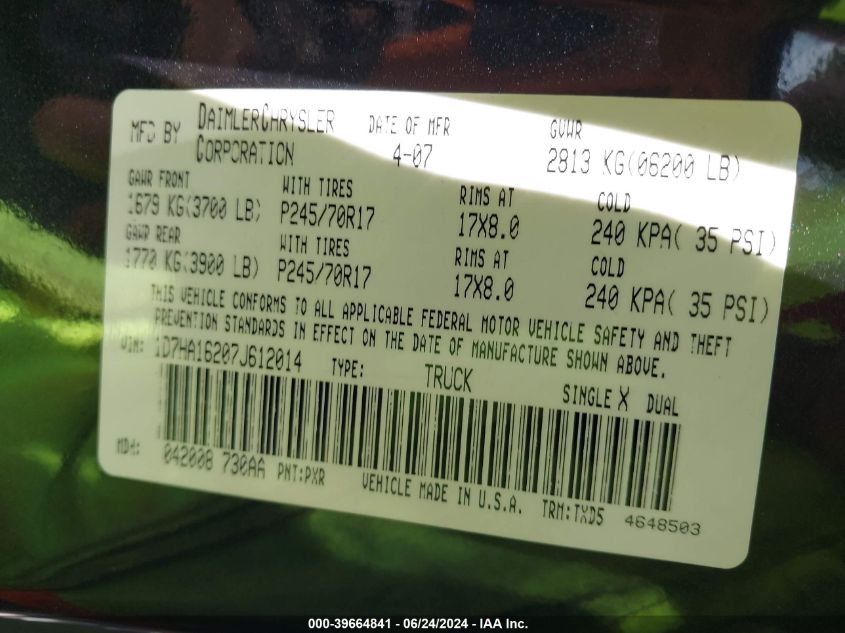 MFD BY DAIMLERCHRYSLER CORPORATION DATE OF MFR 4-07 GVWR 2813 KG(06200 LB)
GAWR FRONT WITH TIRES RIMS AT COLD
1679 KG(3700 LB) P245/70R17 17X8.0 240 KPA( 35 PSI)
GAWR REAR WITH TIRES RIMS AT COLD
1770 KG(3900 LB) P245/70R17 17X8.0 240 KPA( 35 PSI)
THIS VEHICLE CONFORMS TO ALL APPLICABLE FEDERAL MOTOR VEHICLE SAFETY AND THEFT
PREVENTION STANDARDS IN EFFECT ON THE DATE OF MANUFACTURE SHOWN ABOVE.
VIN: 1D7HA16207J612014 TYPE: TRUCK SINGLE X DUAL
MDH: 042008 730AA PNT:PXR VEHICLE MADE IN U.S.A. TRM:TXD5 4648503
000-39664841 - 06/24/2024 - IAA Inc.